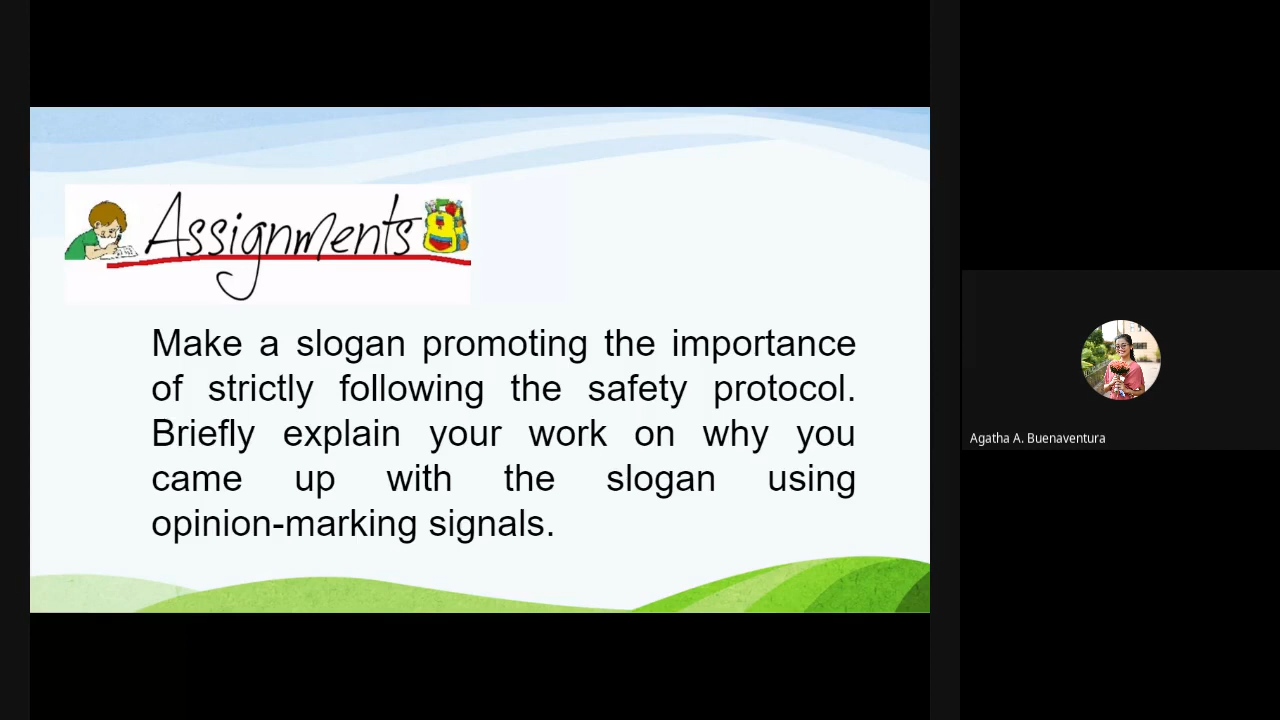 Assignments
Make a slogan promoting the importance
of strictly following the safety protocol.
Briefly explain your work on why you
came up with the slogan using
opinion-marking signals.
Agatha A. Buenaventura